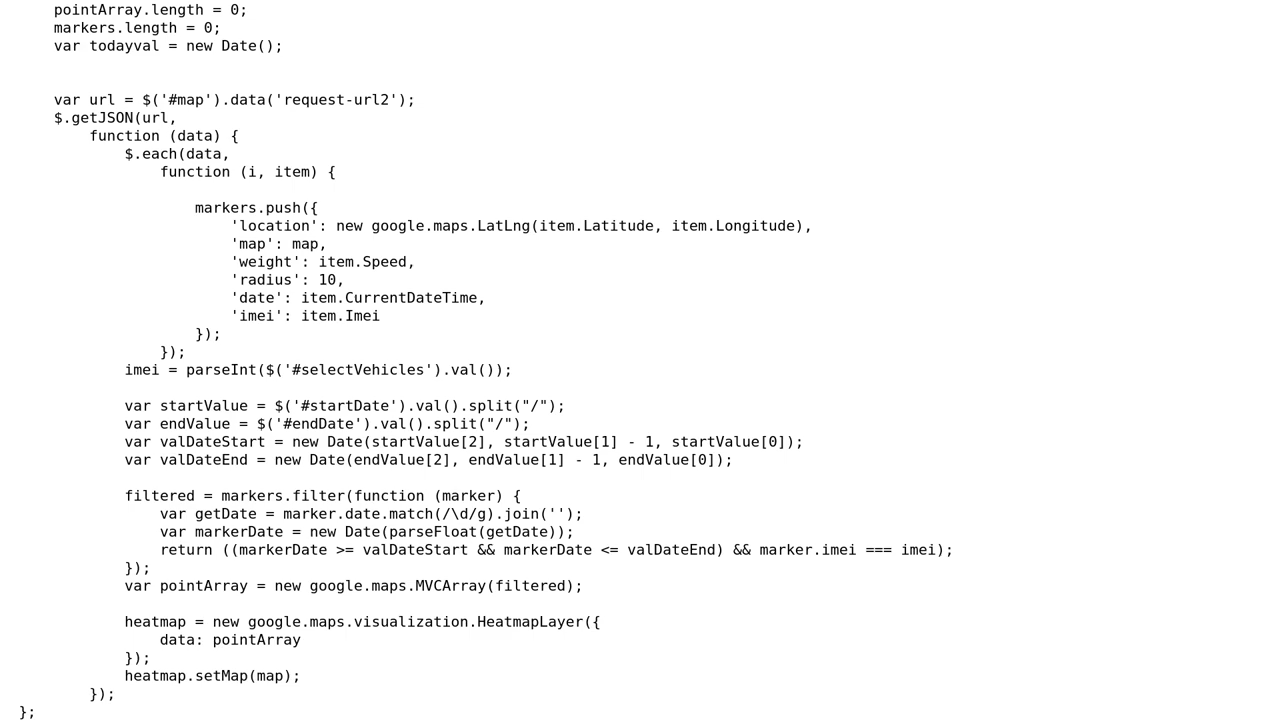 pointArray.length = 0;
markers.length = 0;
var todayval = new Date();
var url = $('#map').data('request-url2');
$.getJSON(url,
function (data) {
$.each(data,
function (i, item) {
markers.push({
'location': new google.maps.LatLng(item.Latitude, item.Longitude),
'map': map,
'weight': item.Speed,
'radius': 10,
'date': item.CurrentDateTime,
'imei': item.Imei
});
});
imei = parseInt($('#selectVehicles').val());
var startValue = $('#startDate').val().split("/");
var endValue = $('#endDate').val().split("/");
var valDateStart = new Date(startValue[2], startValue[1] - 1, startValue[0]);
var valDateEnd = new Date(endValue[2], endValue[1] - 1, endValue[0]);
filtered = markers.filter(function (marker) {
var getDate = marker.date.match(/\d/g).join('');
var markerDate = new Date(parseFloat(getDate));
return ((markerDate >= valDateStart && markerDate <= valDateEnd) && marker.imei === imei);
});
var pointArray = new google.maps.MVCArray(filtered);
heatmap = new google.maps.visualization.HeatmapLayer({
data: pointArray
});
heatmap.setMap(map);
});
};